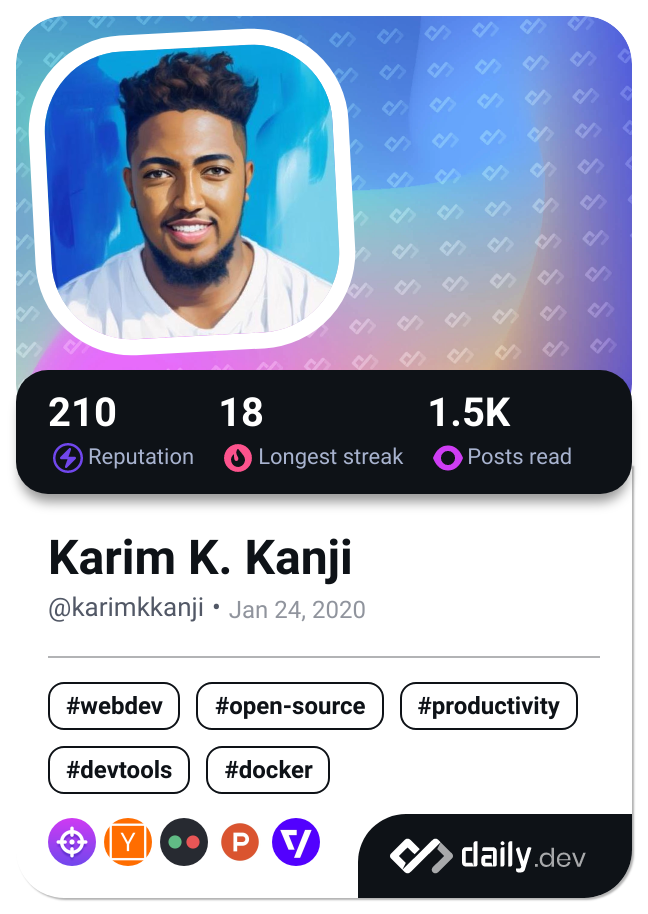 210 18 1.5K
Reputation Longest streak Posts read
Karim K. Kanji
@karimkkanji • Jan 24, 2020
#webdev #open-source #productivity
#devtools #docker
Y P
daily.dev